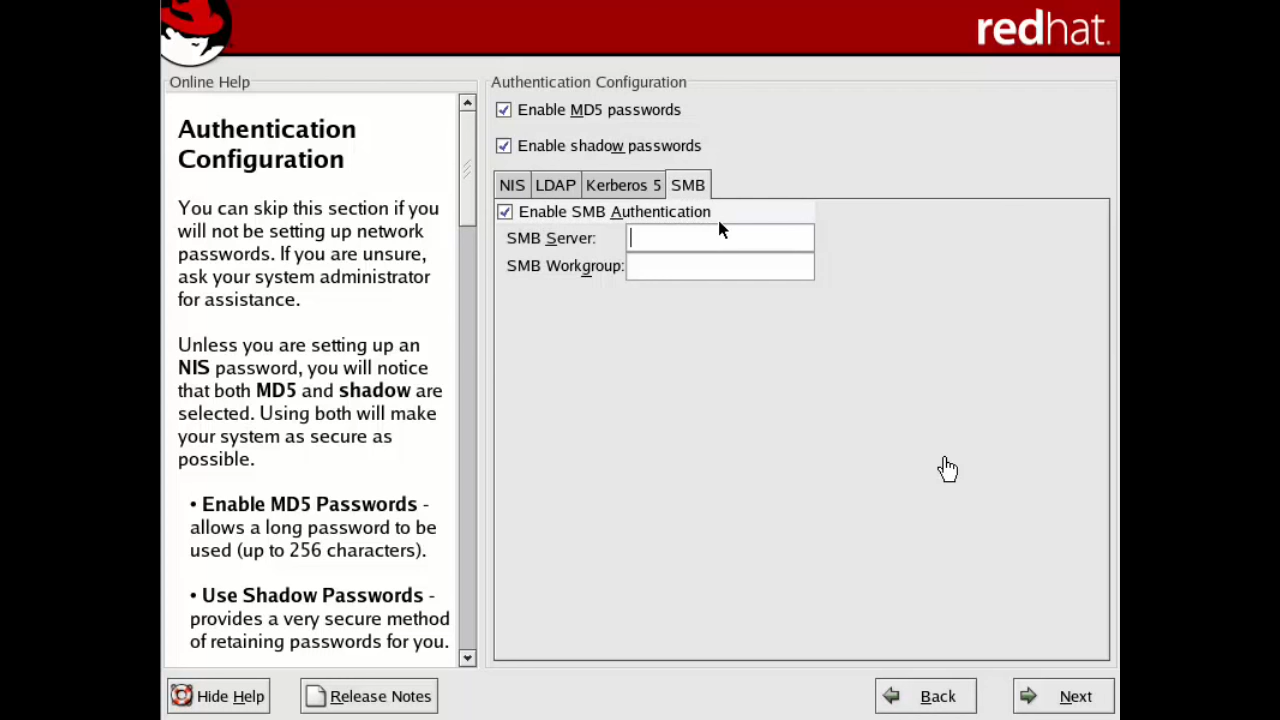 redhat.
Online Help
Authentication
Configuration
You can skip this section if you
will not be setting up network
passwords. If you are unsure,
ask your system administrator
for assistance.
Unless you are setting up an
NIS password, you will notice
that both MD5 and shadow are
selected. Using both will make
your system as secure as
possible.
• Enable MD5 Passwords -
allows a long password to be
used (up to 256 characters).
• Use Shadow Passwords -
provides a very secure method
of retaining passwords for you.
Authentication Configuration
Enable MD5 passwords
Enable shadow passwords
NIS LDAP Kerberos 5 SMB
Enable SMB Authentication
SMB Server:
SMB Workgroup:
Hide Help Release Notes Back Next